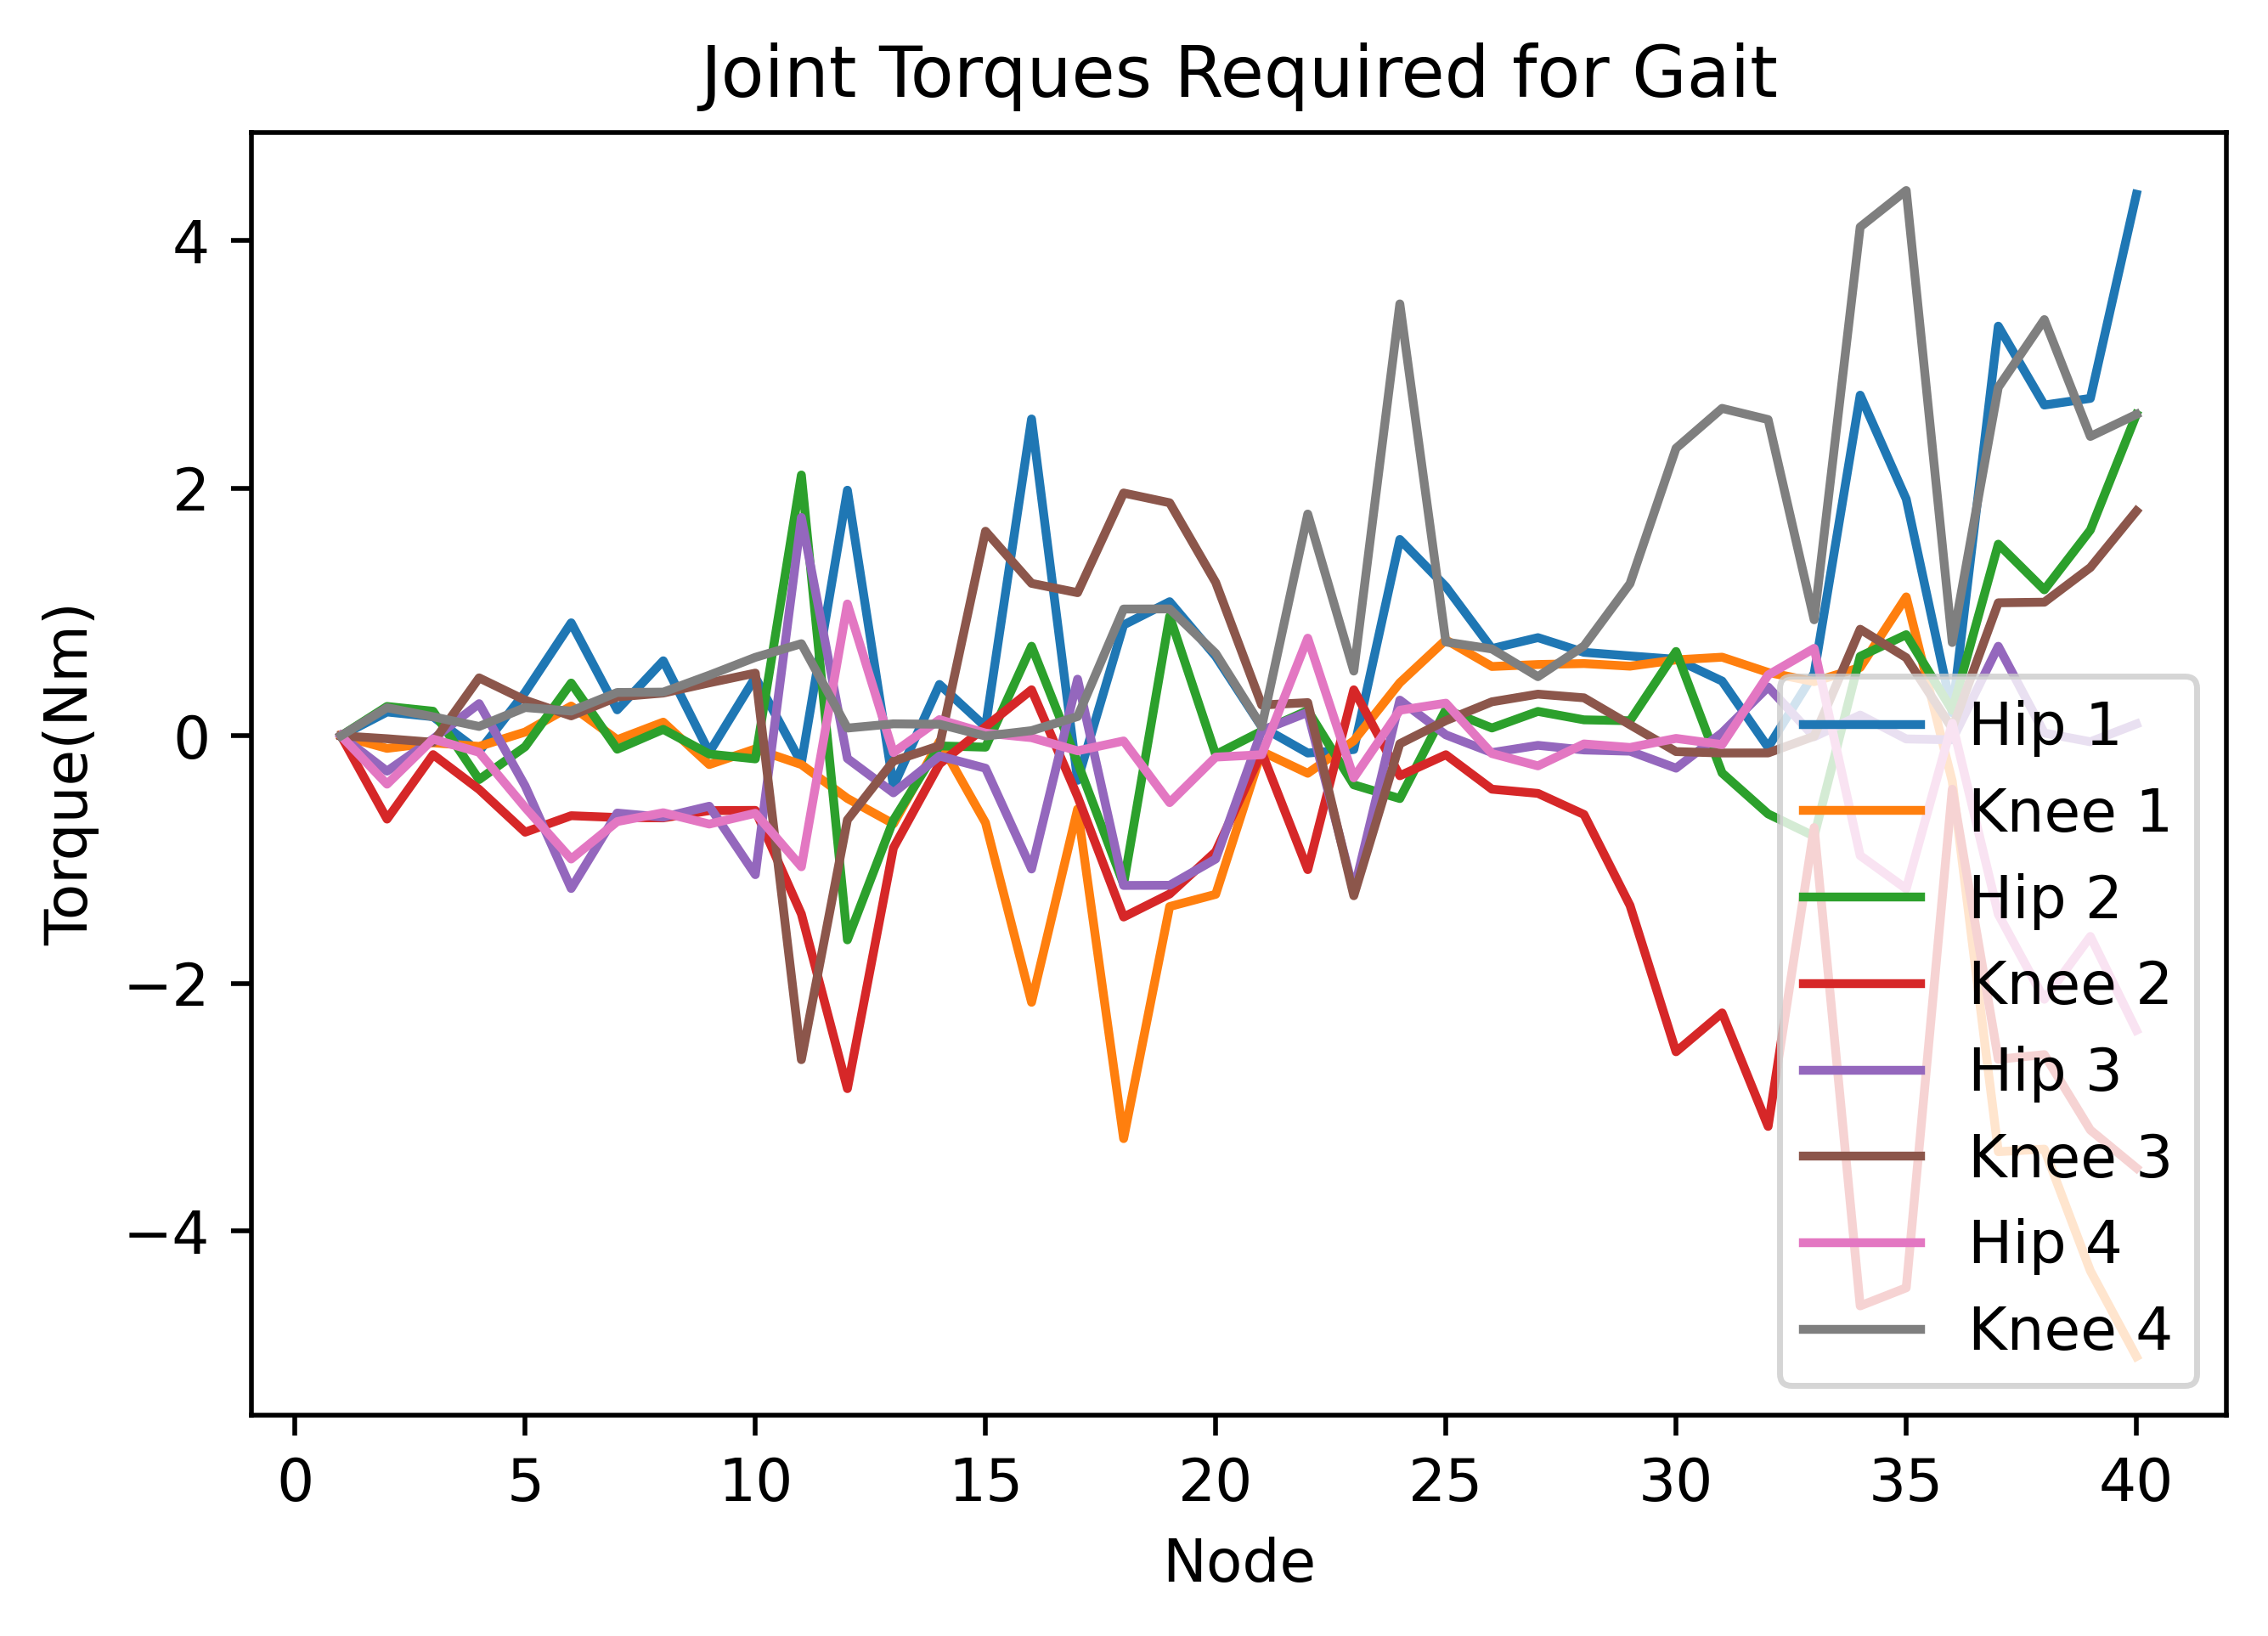 Joint Torques Required for Gait
Torque(Nm)
4
2
0
−2
−4
0 5 10 15 20 25 30 35 40
Node
Hip 1
Knee 1
Hip 2
Knee 2
Hip 3
Knee 3
Hip 4
Knee 4